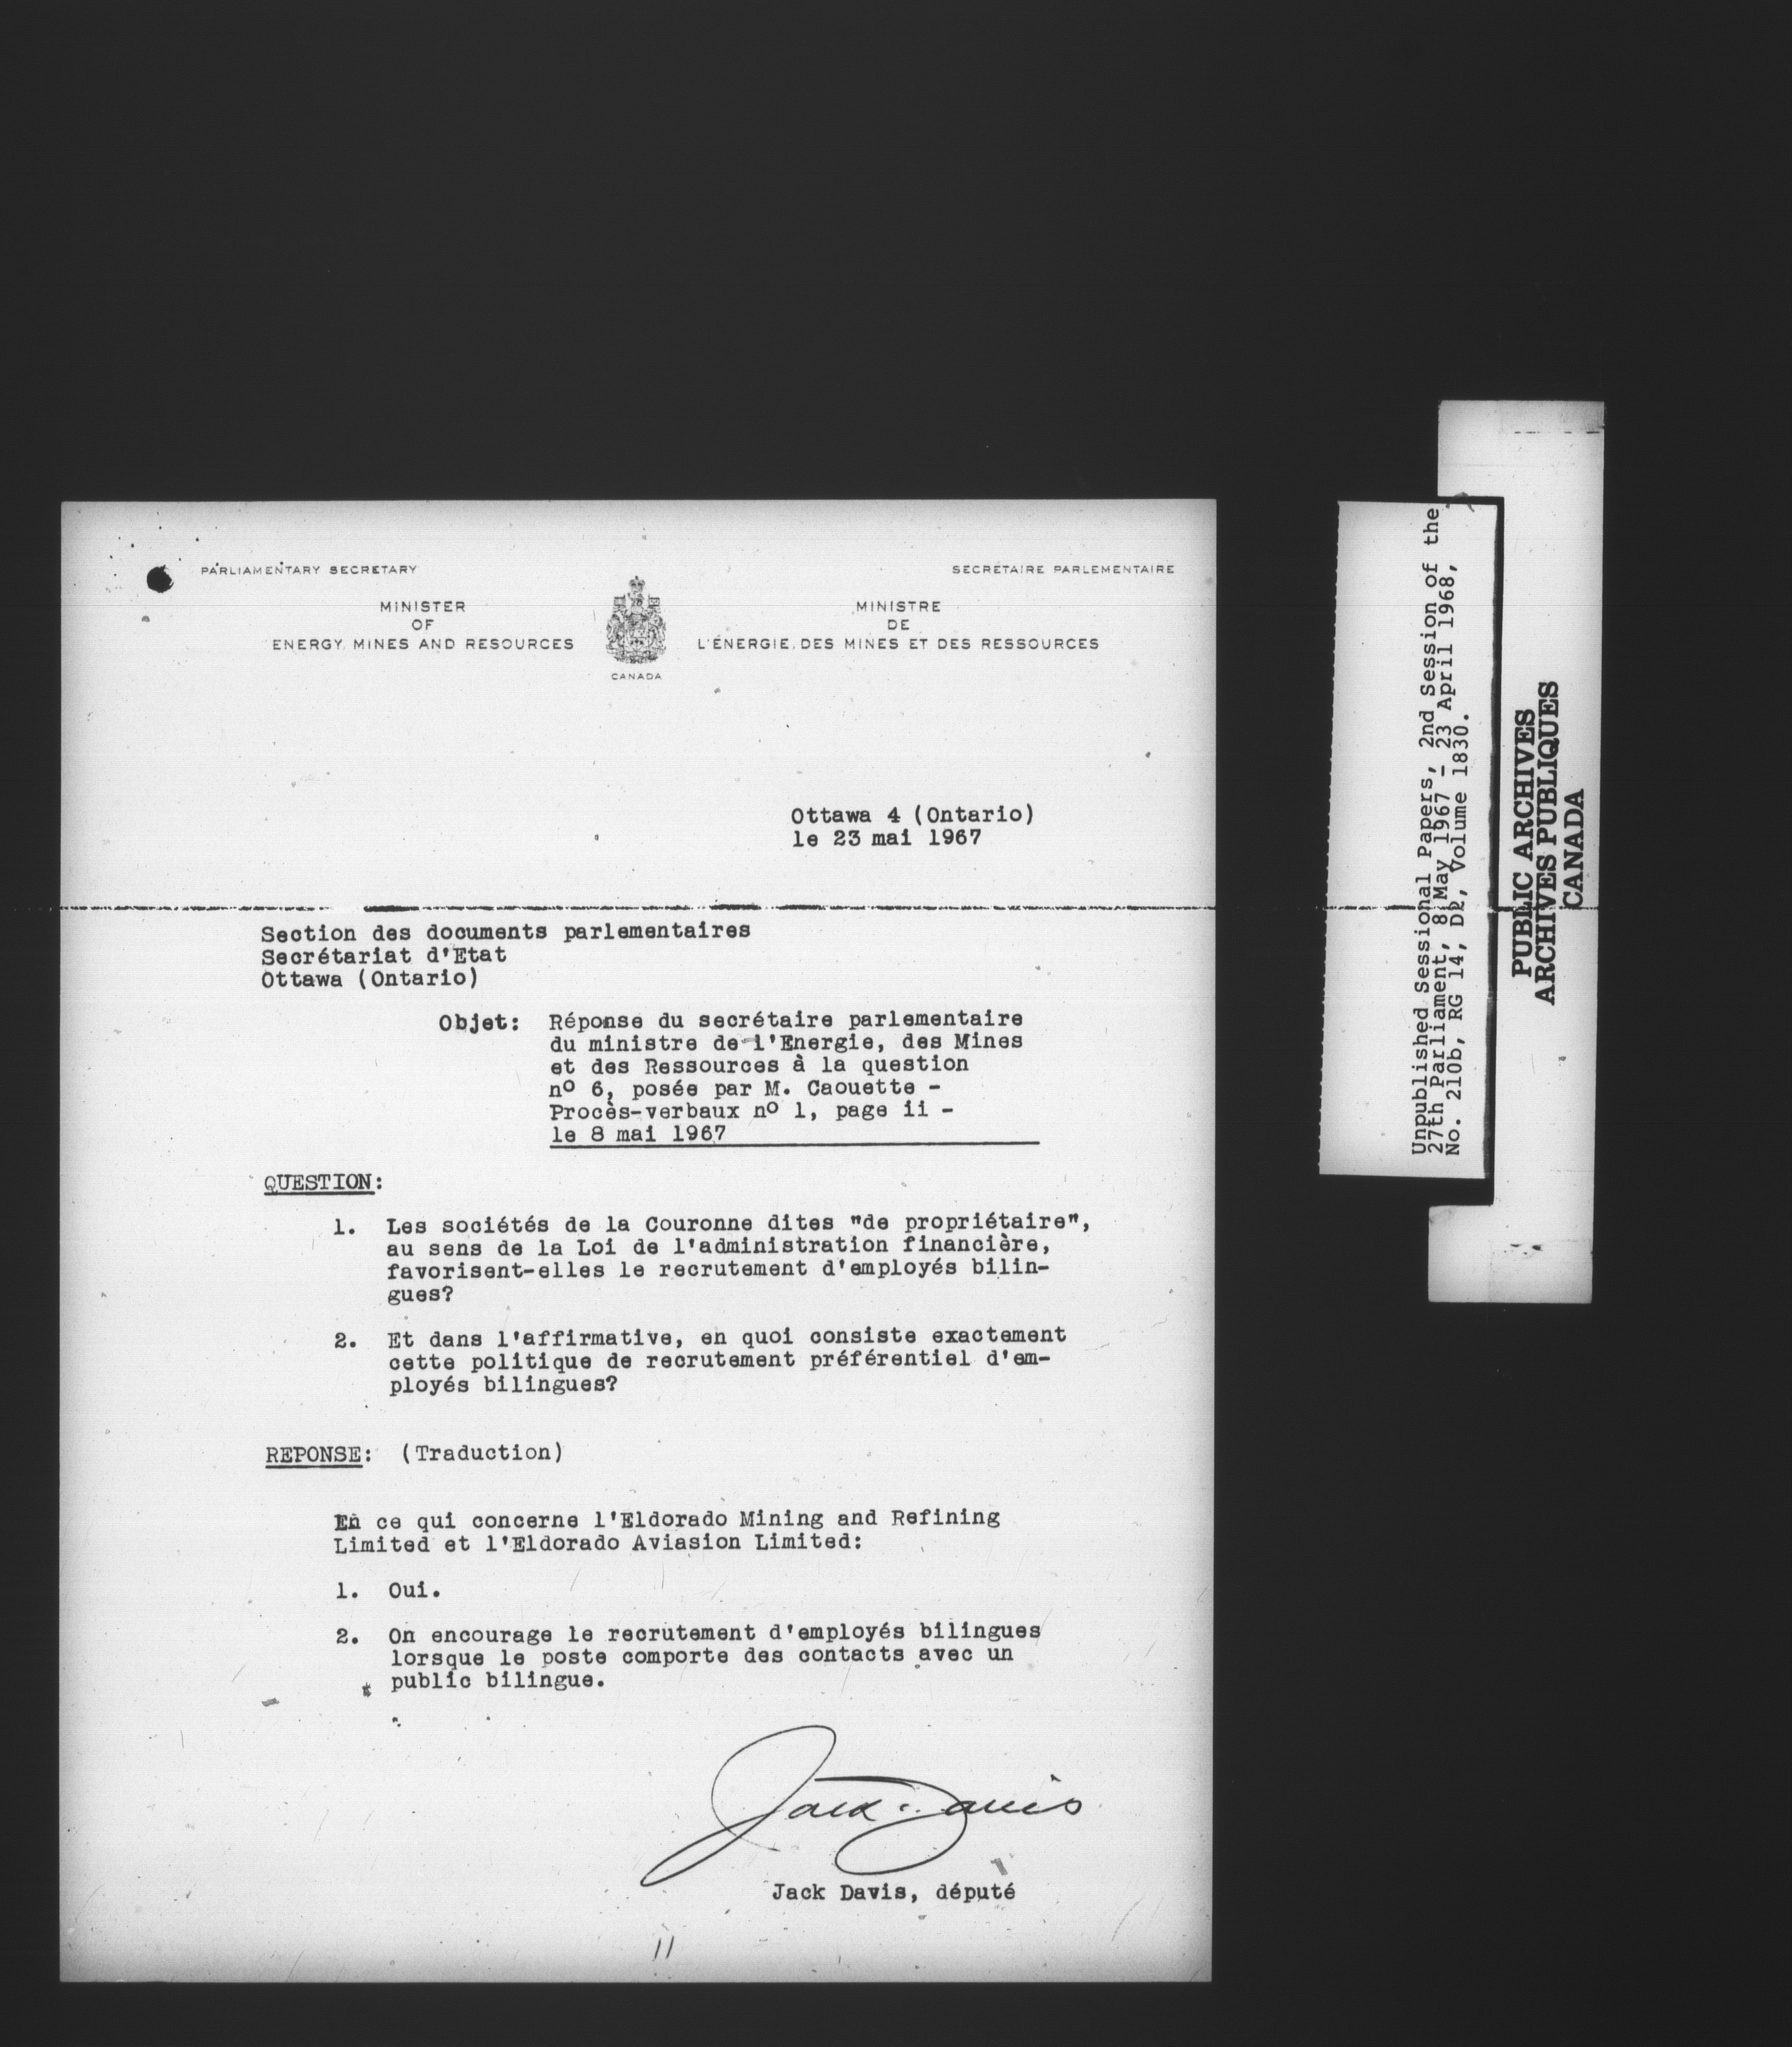 PARLIAMENTARY SECRETARY
SECRÉTAIRE PARLEMENTAIRE
MINISTER
OF
ENERGY, MINES AND RESOURCES
MINISTRE
DE
L'ÉNERGIE, DES MINES ET DES RESSOURCES
CANADA
Ottawa 4 (Ontario)
le 23 mai 1967
Section des documents parlementaires
Secrétariat d'Etat
Ottawa (Ontario)
Objet: Réponse du secrétaire parlementaire
du ministre de l'Energie, des Mines
et des Ressources à la question
nº 6, posée par M. Caouette -
Procès-verbaux nº 1, page ii -
le 8 mai 1967
QUESTION:
1. Les sociétés de la Couronne dites "de propriétaire",
au sens de la Loi de l'administration financière,
favorisent-elles le recrutement d'employés bilin-
gues?
2. Et dans l'affirmative, en quoi consiste exactement
cette politique de recrutement préférentiel d'em-
ployés bilingues?
REPONSE: (Traduction)
En ce qui concerne l'Eldorado Mining and Refining
Limited et l'Eldorado Aviasion Limited:
1. Oui.
2. On encourage le recrutement d'employés bilingues
lorsque le poste comporte des contacts avec un
public bilingue.
Jack Davis
Jack Davis, député
11
Unpublished Sessional Papers, 2nd Session of the
27th Parliament, 8 May 1967 - 23 April 1968,
No. 210b, RG 14, D2, Volume 1830.
PUBLIC ARCHIVES
ARCHIVES PUBLIQUES
CANADA